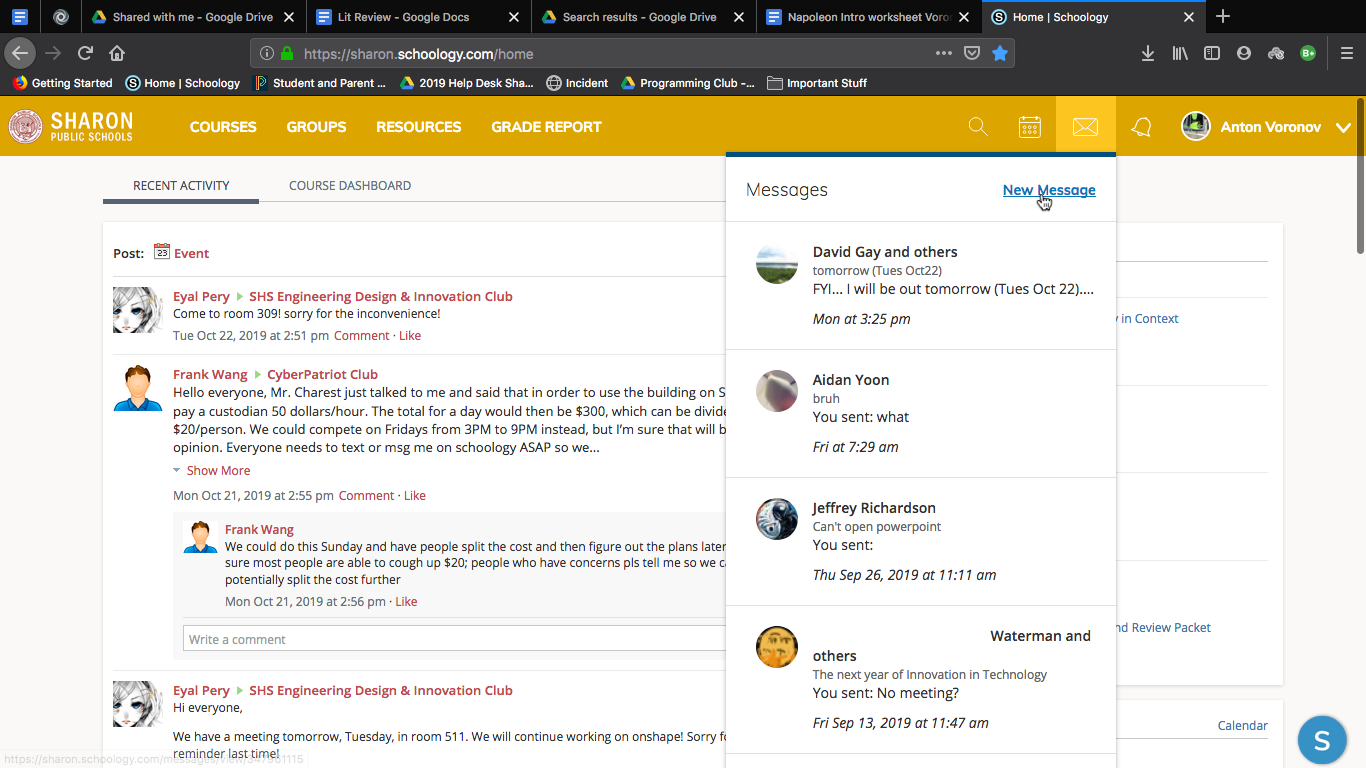 Shared with me - Google Drive
Lit Review - Google Docs
Search results - Google Drive
Napoleon Intro worksheet Voro
Home | Schoology
https://sharon.schoology.com/home
Getting Started
Home | Schoology
Student and Parent ...
2019 Help Desk Sha...
Incident
Programming Club -...
Important Stuff
SHARON
PUBLIC SCHOOLS
COURSES
GROUPS
RESOURCES
GRADE REPORT
Anton Voronov
RECENT ACTIVITY
COURSE DASHBOARD
Post: 23 Event
Eyal Pery SHS Engineering Design & Innovation Club
Come to room 309! sorry for the inconvenience!
Tue Oct 22, 2019 at 2:51 pm Comment · Like
Frank Wang CyberPatriot Club
Hello everyone, Mr. Charest just talked to me and said that in order to use the building on S
pay a custodian 50 dollars/hour. The total for a day would then be $300, which can be divide
$20/person. We could compete on Fridays from 3PM to 9PM instead, but I'm sure that will b
opinion. Everyone needs to text or msg me on schoology ASAP so we...
Show More
Mon Oct 21, 2019 at 2:55 pm Comment · Like
Frank Wang
We could do this Sunday and have people split the cost and then figure out the plans later
sure most people are able to cough up $20; people who have concerns pls tell me so we ca
potentially split the cost further
Mon Oct 21, 2019 at 2:56 pm · Like
Write a comment
Eyal Pery SHS Engineering Design & Innovation Club
Hi everyone,
We have a meeting tomorrow, Tuesday, in room 511. We will continue working on onshape! Sorry fo
reminder last time!
Messages
New Message
David Gay and others
tomorrow (Tues Oct22)
FYI... I will be out tomorrow (Tues Oct 22)....
Mon at 3:25 pm
Aidan Yoon
bruh
You sent: what
Fri at 7:29 am
Jeffrey Richardson
Can't open powerpoint
You sent:
Thu Sep 26, 2019 at 11:11 am
Waterman and
others
The next year of Innovation in Technology
You sent: No meeting?
Fri Sep 13, 2019 at 11:47 am
y in Context
nd Review Packet
Calendar
S